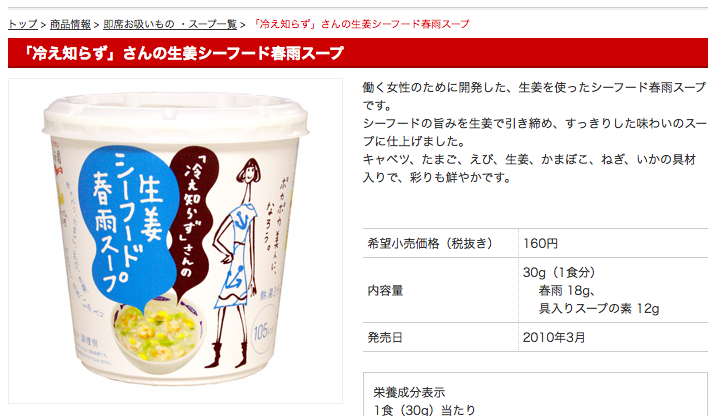 トップ > 商品情報 > 即席お吸いもの ・スープ一覧 > 「冷え知らず」さんの生姜シーフード春雨スープ
「冷え知らず」さんの生姜シーフード春雨スープ
働く女性のために開発した、生姜を使ったシーフード春雨スープ
です。
シーフードの旨みを生姜で引き締め、すっきりした味わいのスー
プに仕上げました。
キャベツ、たまご、えび、生姜、かまぼこ、ねぎ、いかの具材
入りで、彩りも鮮やかです。
「冷え知らず」さんの
生姜
シーフード
春雨スープ
ポカポカ美人に、
なろう。
熱湯
105
調理例
希望小売価格（税抜き） 160円
内容量 30g（1食分）
春雨 18g、
具入りスープの素 12g
発売日 2010年3月
栄養成分表示
1食（30g）当たり